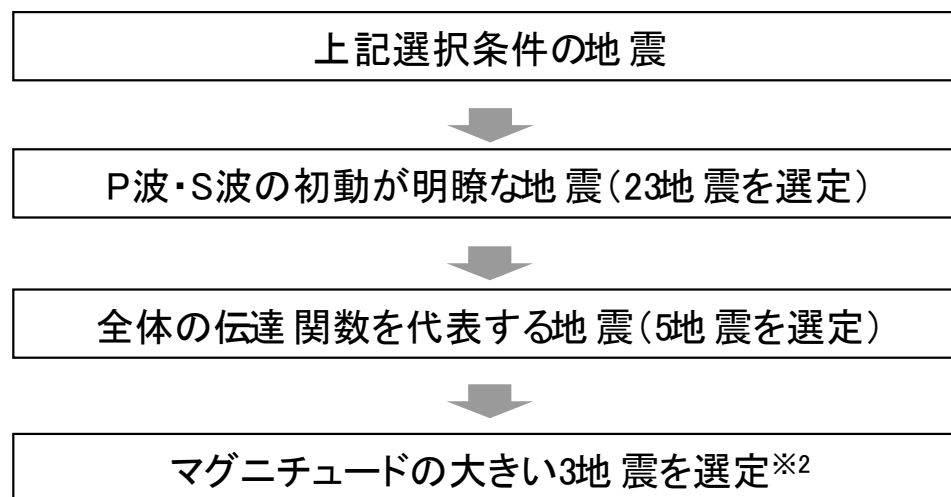 上記選択条件の地震
P波・S波の初動が明瞭な地震(23地震を選定)
全体の伝達関数を代表する地震(5地震を選定)
マグニチュードの大きい3地震を選定※2